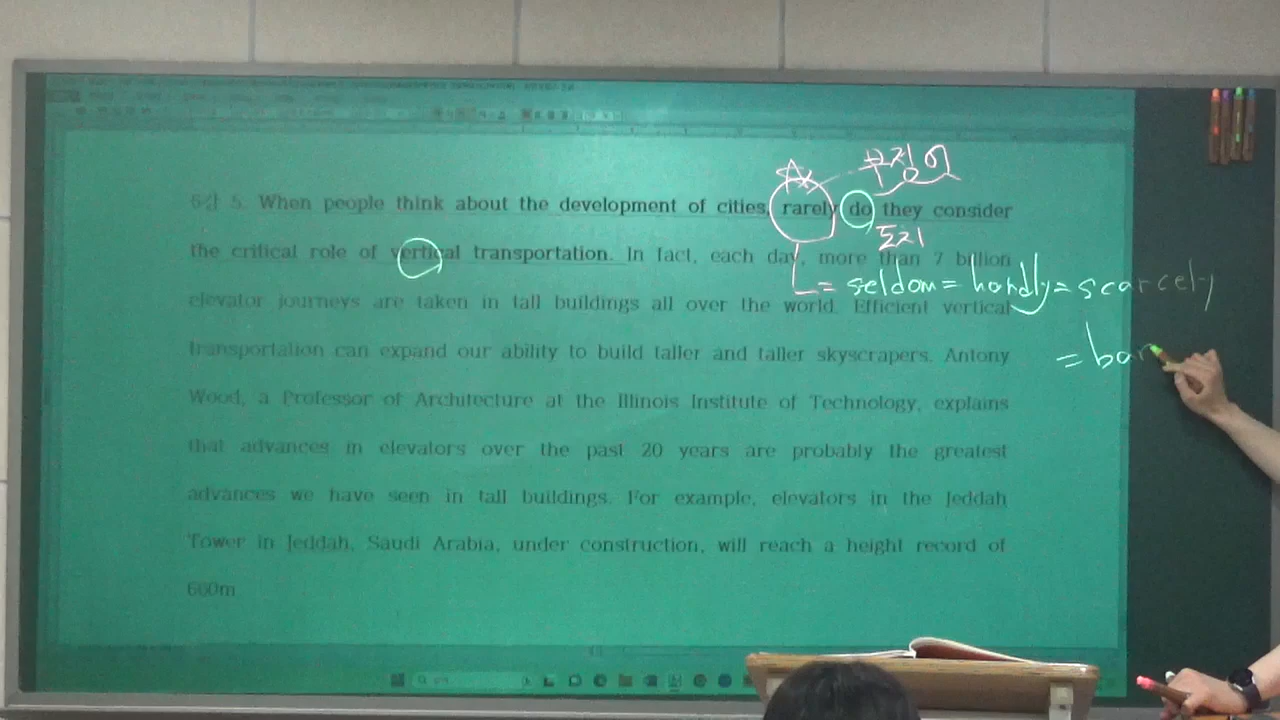 부정어
6강 5. When people think about the development of cities, rarely do they consider
도치
the critical role of vertical transportation. In fact, each day, more than 7 billion
= seldom = hardly = scarcely
elevator journeys are taken in tall buildings all over the world. Efficient vertical
transportation can expand our ability to build taller and taller skyscrapers. Antony
= bar
Wood, a Professor of Architecture at the Illinois Institute of Technology, explains
that advances in elevators over the past 20 years are probably the greatest
advances we have seen in tall buildings. For example, elevators in the Jeddah
Tower in Jeddah, Saudi Arabia, under construction, will reach a height record of
660m